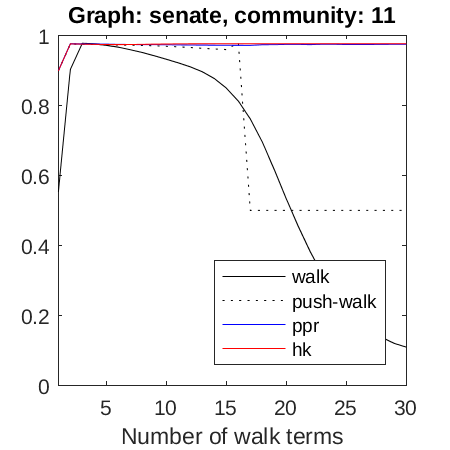 Graph: senate, community: 11
1
0.8
0.6
0.4
0.2
0
walk
push-walk
ppr
hk
5 10 15 20 25 30
Number of walk terms